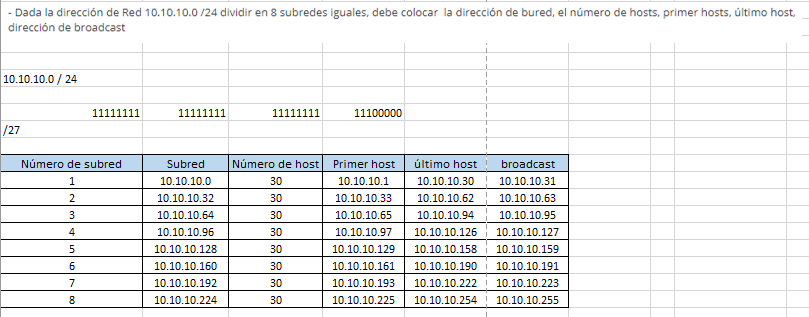 - Dada la dirección de Red 10.10.10.0 /24 dividir en 8 subredes iguales, debe colocar la dirección de bured, el número de hosts, primer hosts, último host,
dirección de broadcast
10.10.10.0 / 24
11111111 11111111 11111111 11100000
/27
Número de subred Subred Número de host Primer host último host broadcast
1 10.10.10.0 30 10.10.10.1 10.10.10.30 10.10.10.31
2 10.10.10.32 30 10.10.10.33 10.10.10.62 10.10.10.63
3 10.10.10.64 30 10.10.10.65 10.10.10.94 10.10.10.95
4 10.10.10.96 30 10.10.10.97 10.10.10.126 10.10.10.127
5 10.10.10.128 30 10.10.10.129 10.10.10.158 10.10.10.159
6 10.10.10.160 30 10.10.10.161 10.10.10.190 10.10.10.191
7 10.10.10.192 30 10.10.10.193 10.10.10.222 10.10.10.223
8 10.10.10.224 30 10.10.10.225 10.10.10.254 10.10.10.255